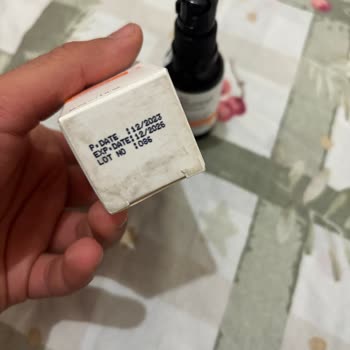 P.DATE :12/2023
EXP.DATE:12/2026
LOT NO :086